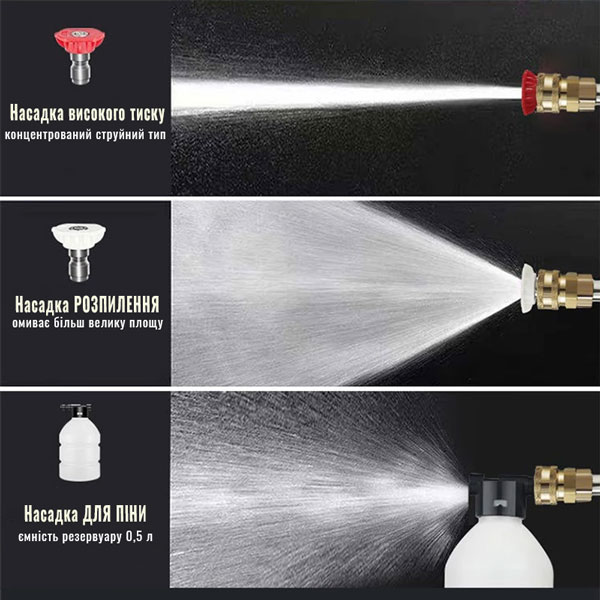 Насадка високого тиску
концентрований струйний тип
Насадка РОЗПИЛЕННЯ
омиває більш велику площу
Насадка ДЛЯ ПІНИ
ємність резервуару 0,5 л